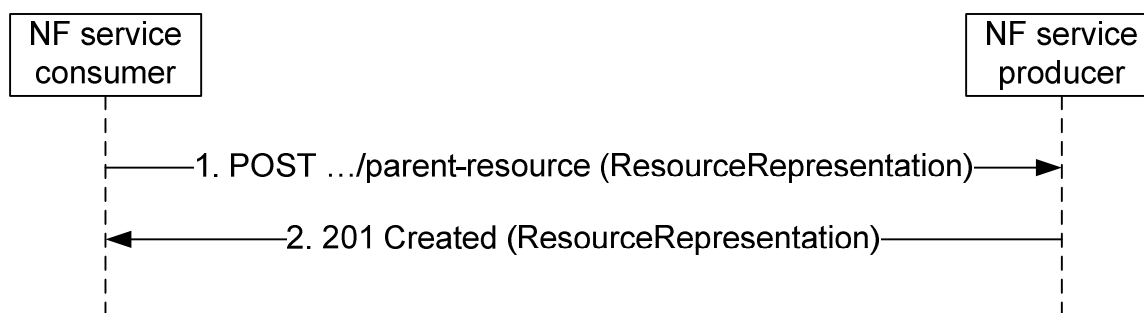 NF service
consumer
NF service
producer
1. POST …/parent-resource (ResourceRepresentation)
2. 201 Created (ResourceRepresentation)